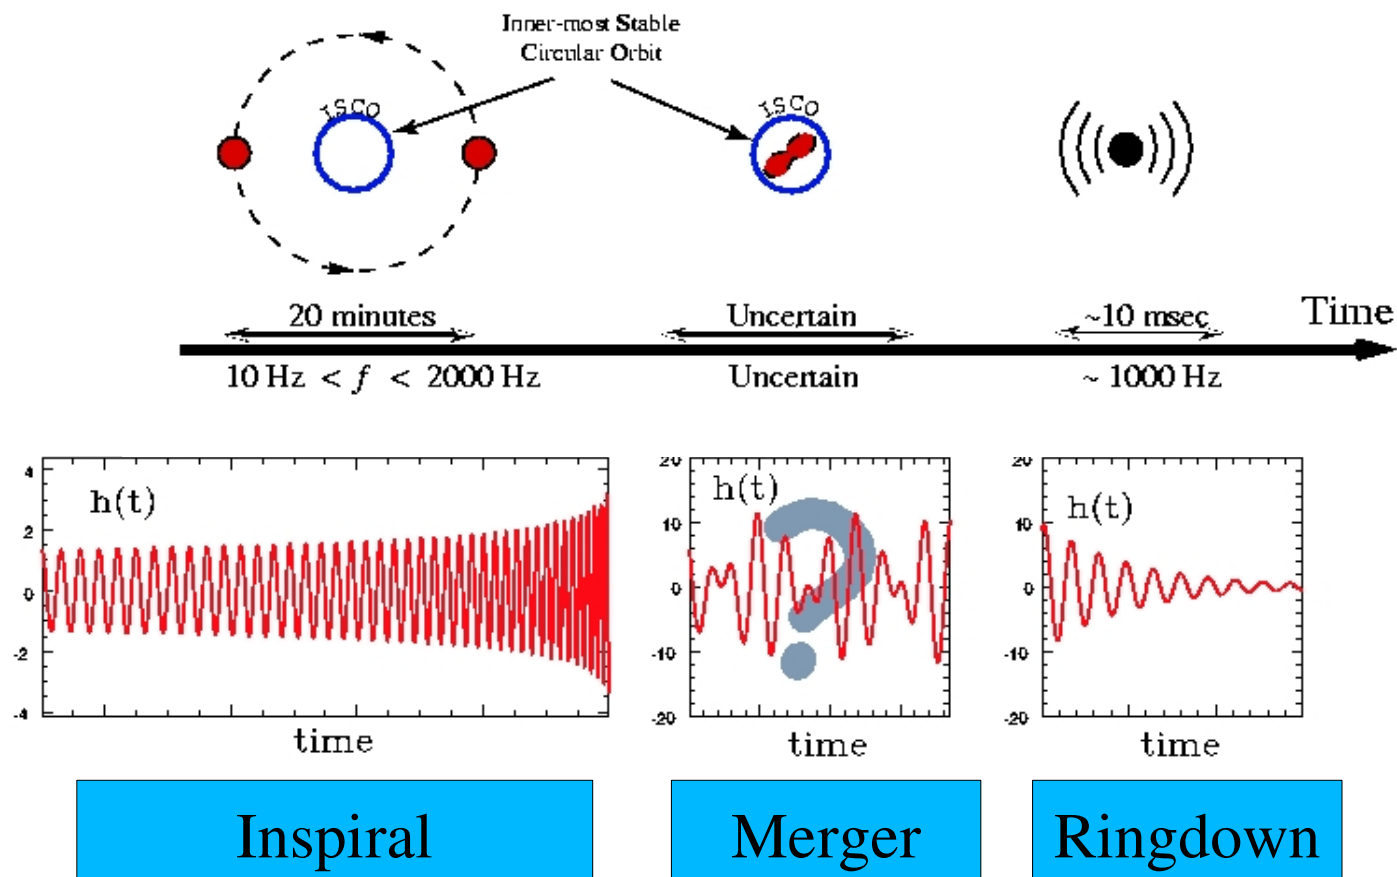 Inner-most Stable
Circular Orbit
ISCO
ISCO
20 minutes
Uncertain
~10 msec
Time
10 Hz < f < 2000 Hz
Uncertain
~ 1000 Hz
4
2
0
-2
-4
h(t)
time
20
10
0
-10
-20
h(t)
time
20
10
0
-10
-20
h(t)
time
Inspiral
Merger
Ringdown